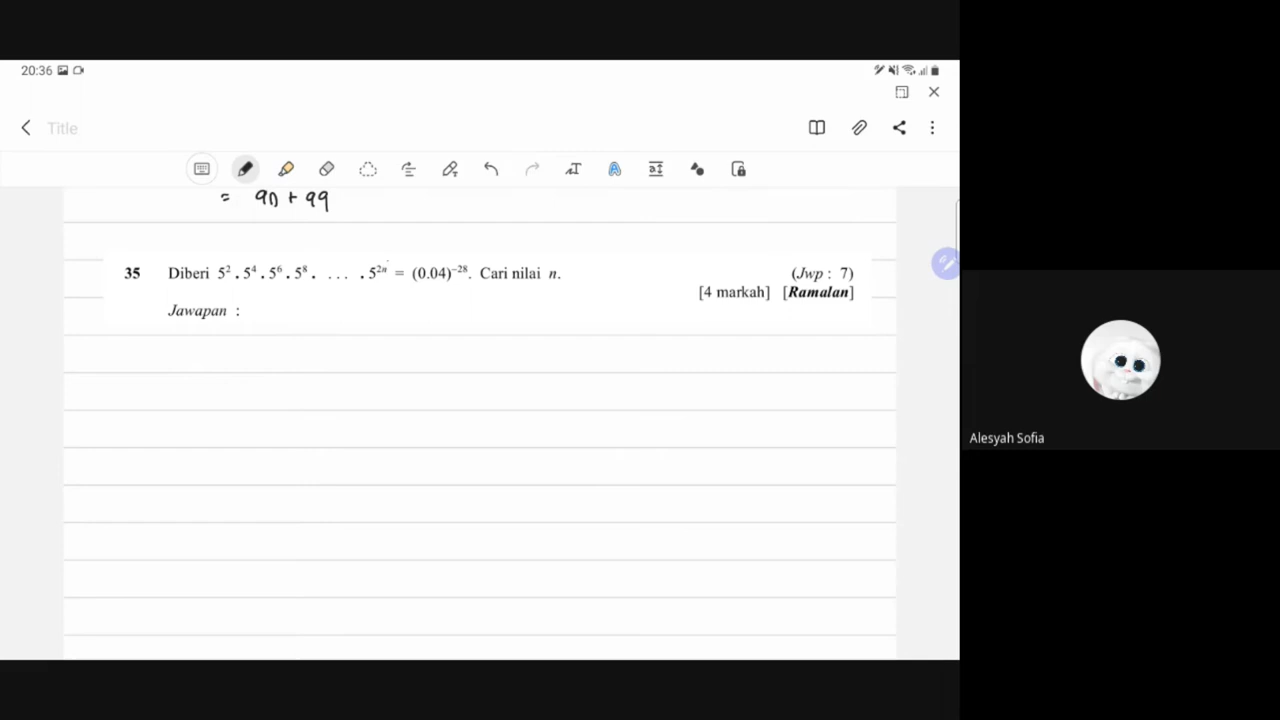 20:36
Title
= 9n + 99
35 Diberi 5² . 5⁴ . 5⁶ . 5⁸ . ... . 5²ⁿ = (0.04)⁻²⁸. Cari nilai n. (Jwp : 7)
[4 markah] [Ramalan]
Jawapan :
Alesyah Sofia